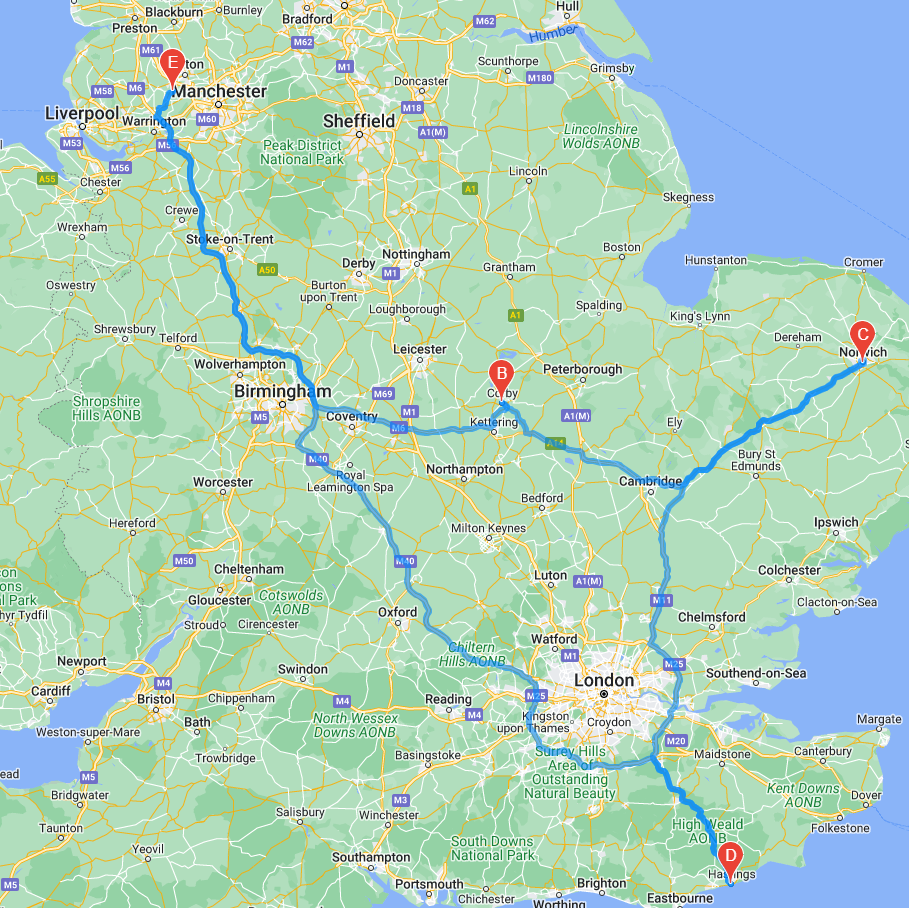 Blackburn
Burnley
Preston
Bradford
M62
Hull
M61
M62
Humber
E
ton
M1
Scunthorpe
Grimsby
M58
M6
Manchester
Doncaster
M180
Liverpool
Warrington
M60
Sheffield
M18
A1(M)
M53
M56
Peak District
National Park
Lincolnshire
Wolds AONB
A55
Chester
A1
Lincoln
Skegness
Crewe
Wrexham
Stoke-on-Trent
Nottingham
Boston
Derby
M1
Grantham
Hunstanton
Cromer
A50
Oswestry
Burton
upon Trent
Loughborough
A1
Spalding
King's Lynn
Shrewsbury
Telford
Dereham
C
Norwich
Wolverhampton
Leicester
B
Peterborough
Birmingham
M69
Corby
Shropshire
Hills AONB
M5
Coventry
M1
M6
Kettering
A1(M)
Ely
A14
Bury St
Edmunds
M40
Royal
Leamington Spa
Northampton
Cambridge
Worcester
Bedford
Hereford
Milton Keynes
Ipswich
M50
M40
Cheltenham
Luton
A1(M)
Colchester
Gloucester
Cotswolds
AONB
M11
Clacton-on-Sea
Stroud
Cirencester
Oxford
Chelmsford
hyr Tydfil
Newport
Chiltern
Hills AONB
Watford
M1
M25
Swindon
London
Southend-on-Sea
Cardiff
Bristol
Chippenham
M4
Reading
M4
M25
Kingston
upon Thames
Croydon
Weston-super-Mare
Bath
North Wessex
Downs AONB
M20
Margate
Trowbridge
Basingstoke
Surrey Hills
Area of
Outstanding
Natural Beauty
Maidstone
Canterbury
ead
M5
Bridgwater
M3
Kent Downs
AONB
Dover
Taunton
Salisbury
Winchester
High Weald
AONB
Folkestone
Yeovil
South Downs
National Park
D
Hastings
M5
Southampton
Portsmouth
Chichester
Brighton
Worthing
Eastbourne